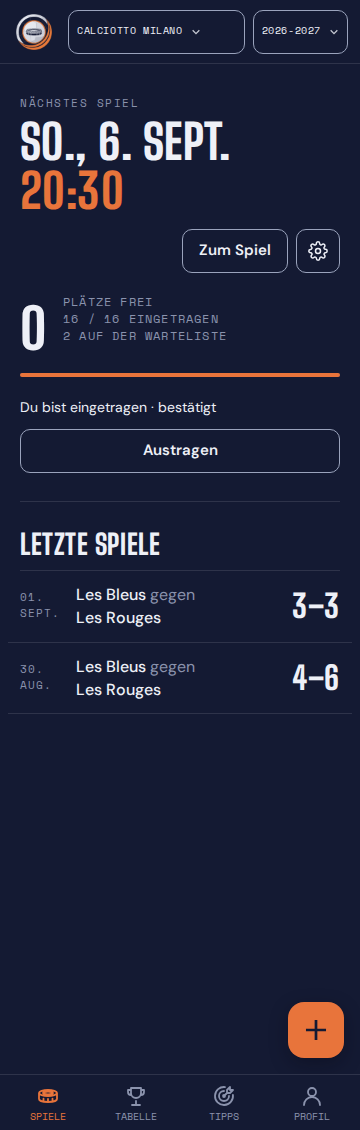 CALCIOTTO MILANO
2026-2027
NÄCHSTES SPIEL
SO., 6. SEPT.
20:30
Zum Spiel
0
PLÄTZE FREI
16 / 16 EINGETRAGEN
2 AUF DER WARTELISTE
Du bist eingetragen · bestätigt
Austragen
LETZTE SPIELE
01.
SEPT.
Les Bleus gegen
Les Rouges
3–3
30.
AUG.
Les Bleus gegen
Les Rouges
4–6
SPIELE
TABELLE
TIPPS
PROFIL